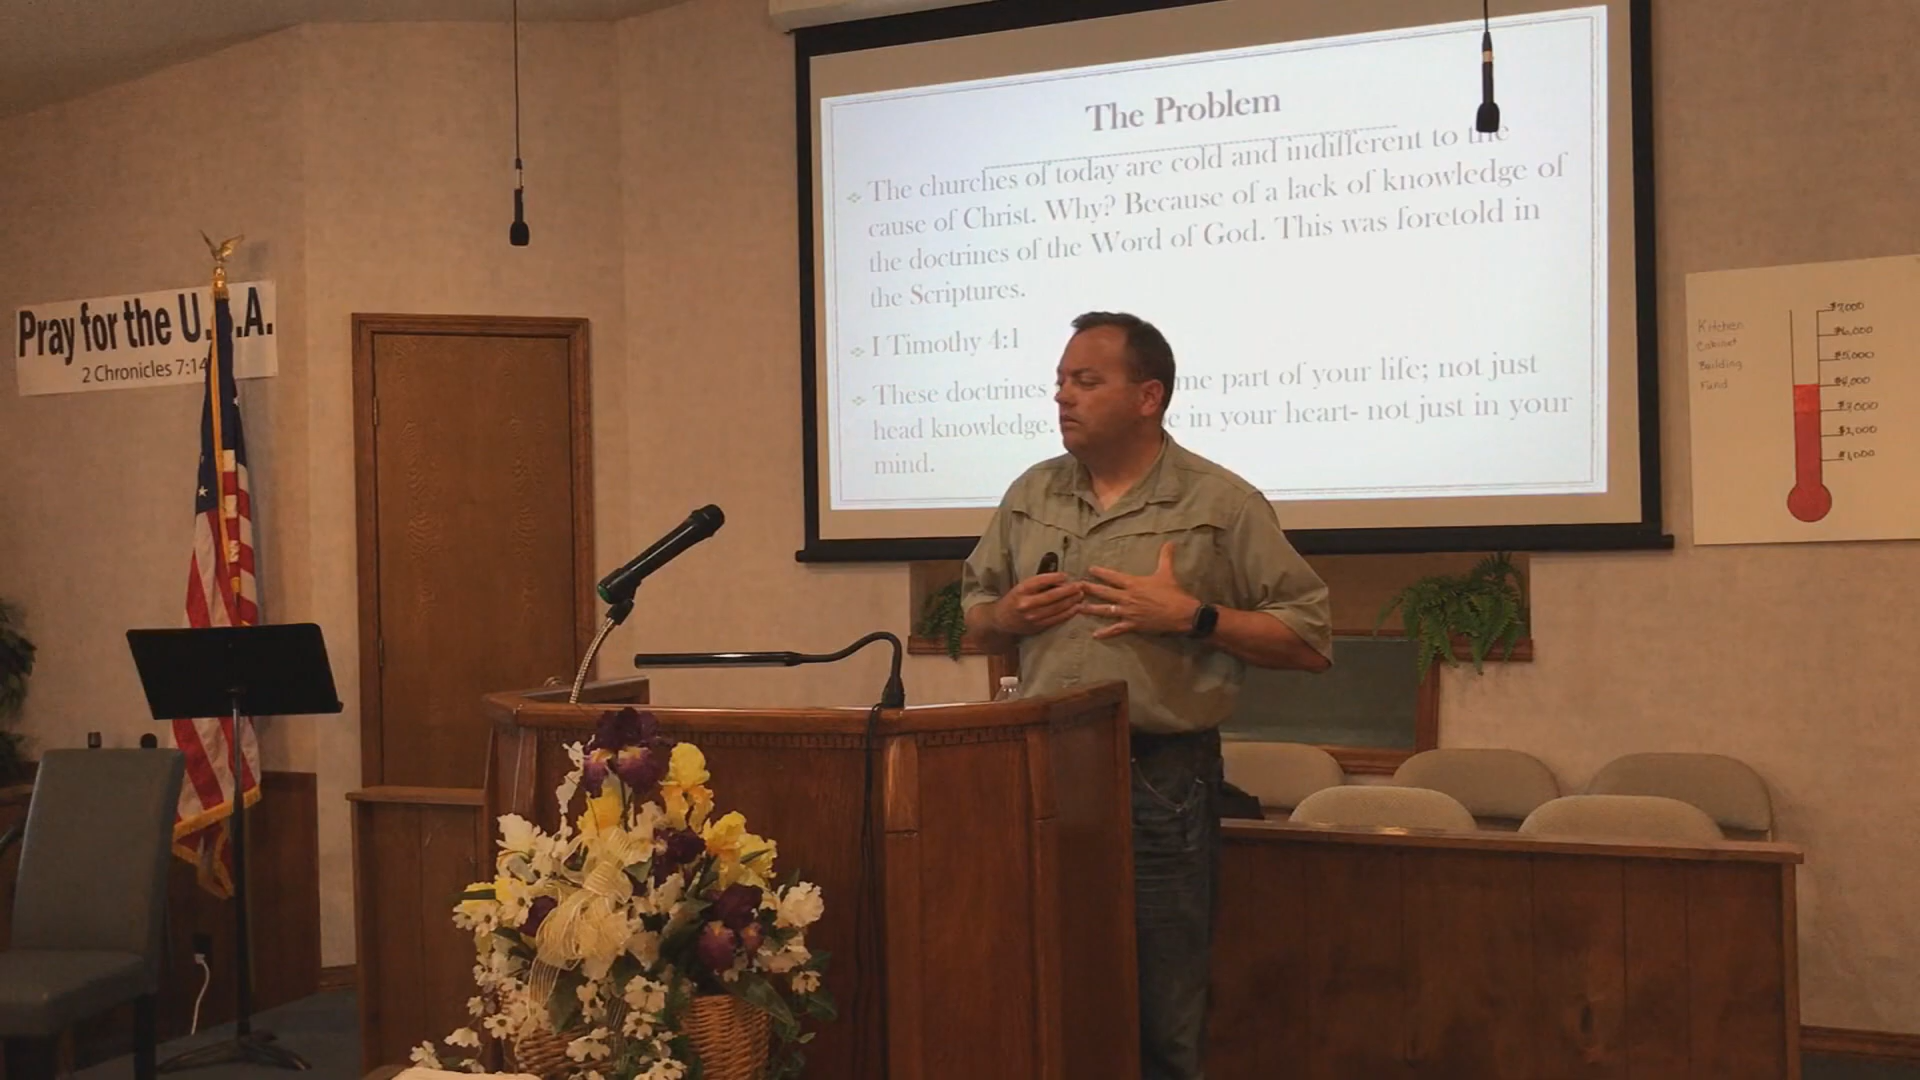 Pray for the U.S.A.
2 Chronicles 7:14
The Problem
The churches of today are cold and indifferent to the
cause of Christ. Why? Because of a lack of knowledge of
the doctrines of the Word of God. This was foretold in
the Scriptures.
I Timothy 4:1
These doctrines me part of your life; not just
head knowledge. in your heart- not just in your
mind.
Kitchen
Cabinet
Building
Fund
$7,000
$6,000
$5,000
$4,000
$3,000
$2,000
$1,000